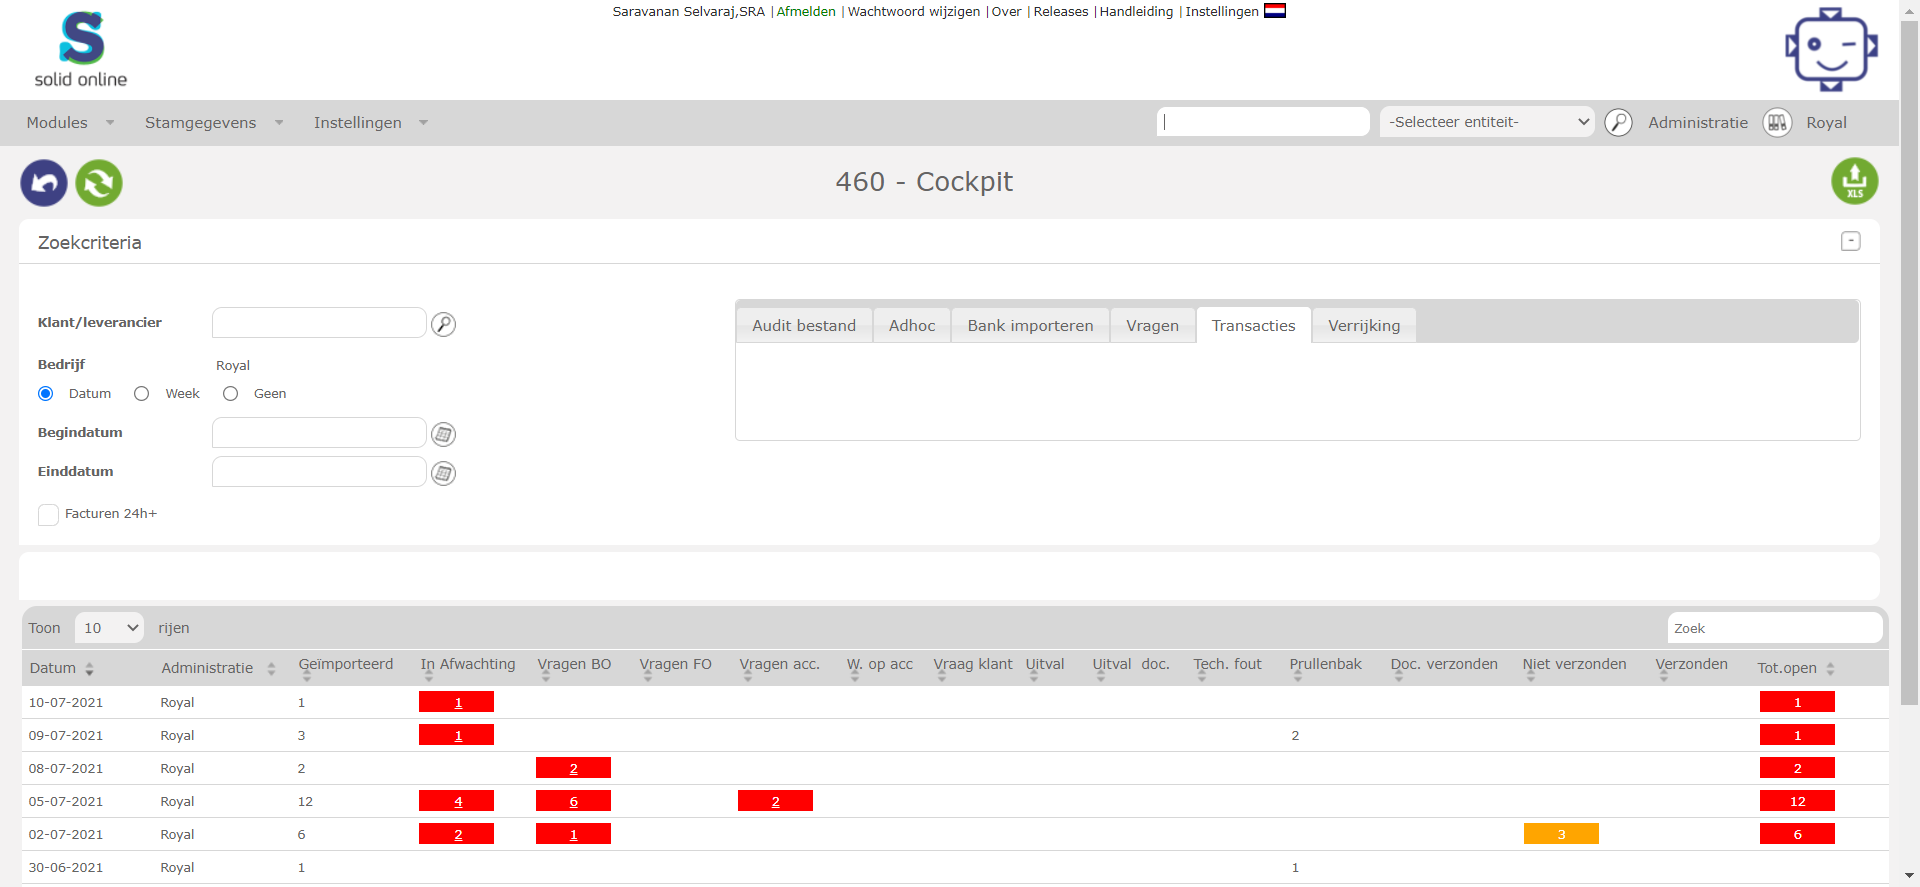 Saravanan Selvaraj,SRA |Afmelden |Wachtwoord wijzigen |Over |Releases |Handleiding |Instellingen
solid online
Modules Stamgegevens Instellingen -Selecteer entiteit- Administratie Royal
460 - Cockpit
XLS
Zoekcriteria -
Klant/leverancier
Bedrijf Royal
Datum Week Geen
Begindatum
Einddatum
Facturen 24h+
Audit bestand Adhoc Bank importeren Vragen Transacties Verrijking
Toon 10 rijen Zoek
Datum Administratie Geïmporteerd In Afwachting Vragen BO Vragen FO Vragen acc. W. op acc Vraag klant Uitval Uitval doc. Tech. fout Prullenbak Doc. verzonden Niet verzonden Verzonden Tot.open
10-07-2021 Royal 1 1 1
09-07-2021 Royal 3 1 2 1
08-07-2021 Royal 2 2 2
05-07-2021 Royal 12 4 6 2 12
02-07-2021 Royal 6 2 1 3 6
30-06-2021 Royal 1 1